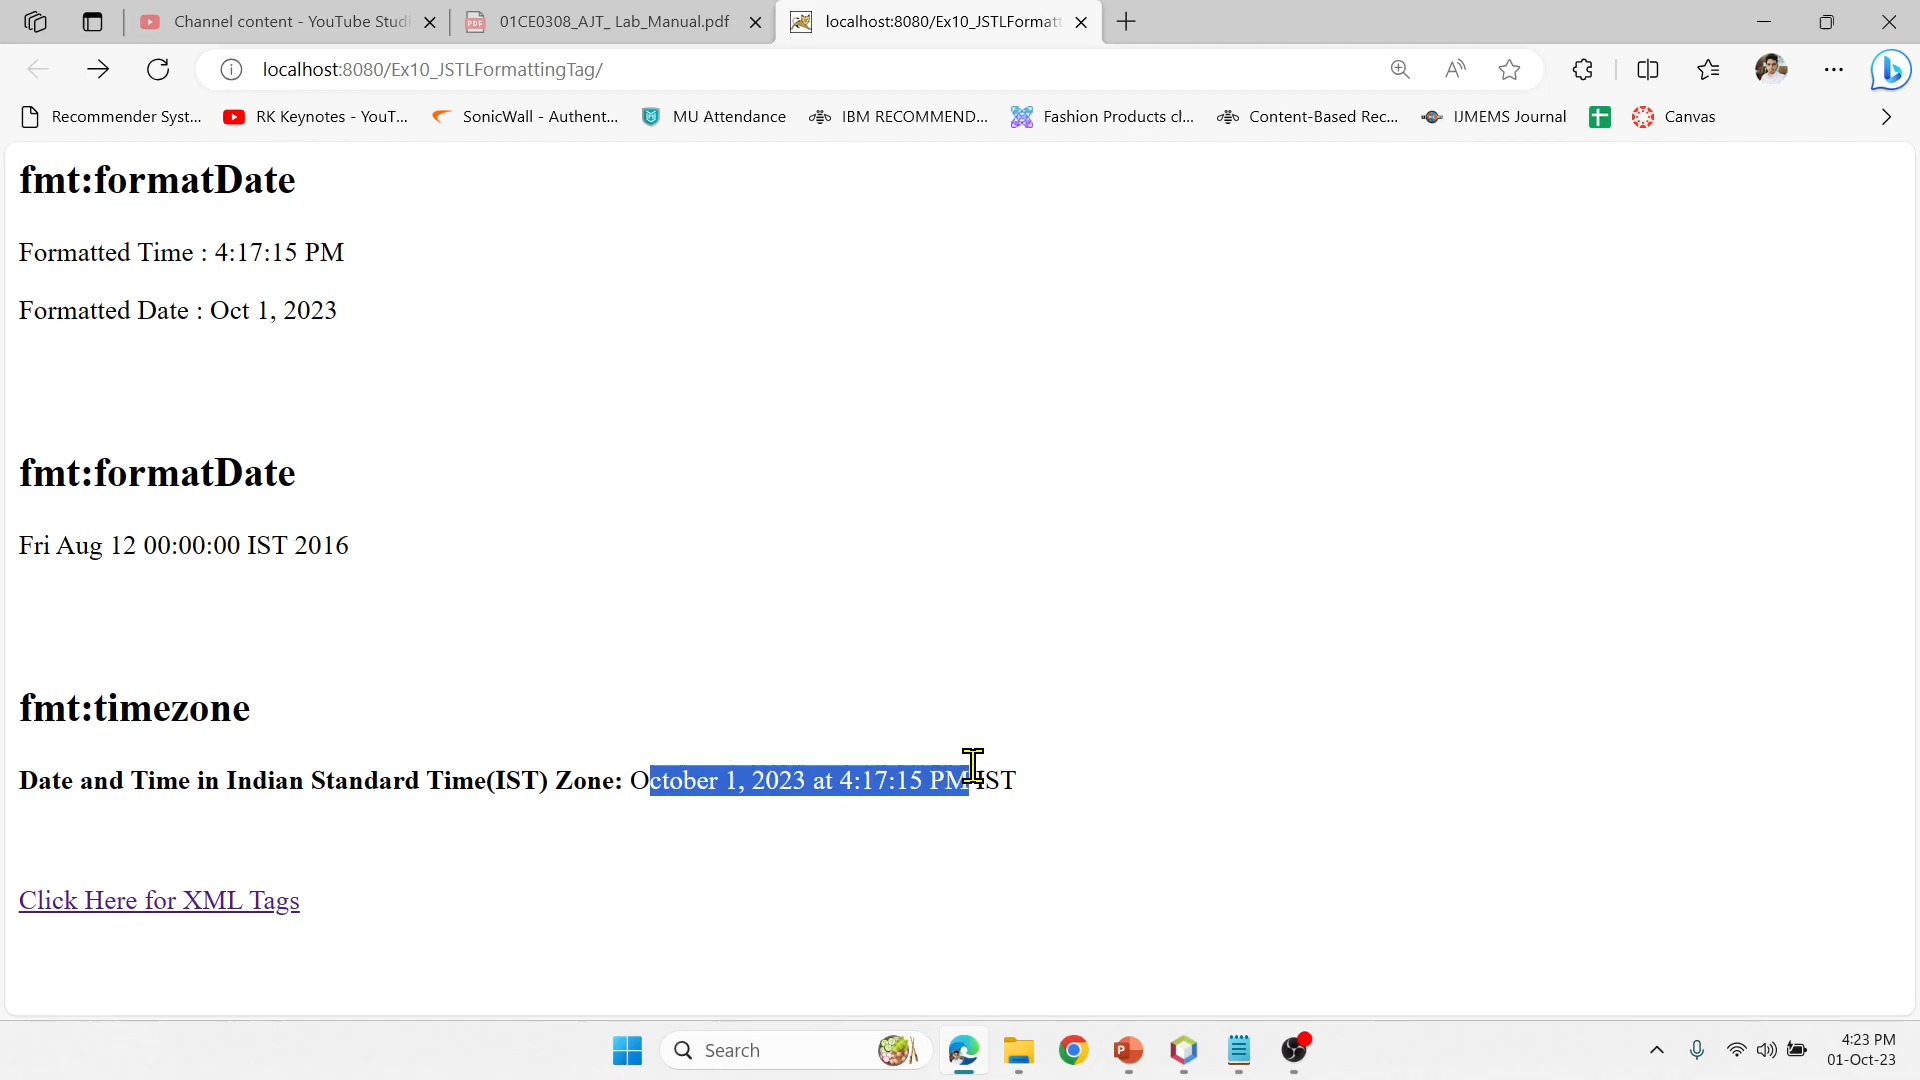 Channel content - YouTube Studi
01CE0308_AJT_ Lab_Manual.pdf
localhost:8080/Ex10_JSTLFormatt
localhost:8080/Ex10_JSTLFormattingTag/
Recommender Syst...
RK Keynotes - YouT...
SonicWall - Authent...
MU Attendance
IBM RECOMMEND...
Fashion Products cl...
Content-Based Rec...
IJMEMS Journal
Canvas
fmt:formatDate
Formatted Time : 4:17:15 PM
Formatted Date : Oct 1, 2023
fmt:formatDate
Fri Aug 12 00:00:00 IST 2016
fmt:timezone
Date and Time in Indian Standard Time(IST) Zone: October 1, 2023 at 4:17:15 PM IST
Click Here for XML Tags
Search
4:23 PM
01-Oct-23